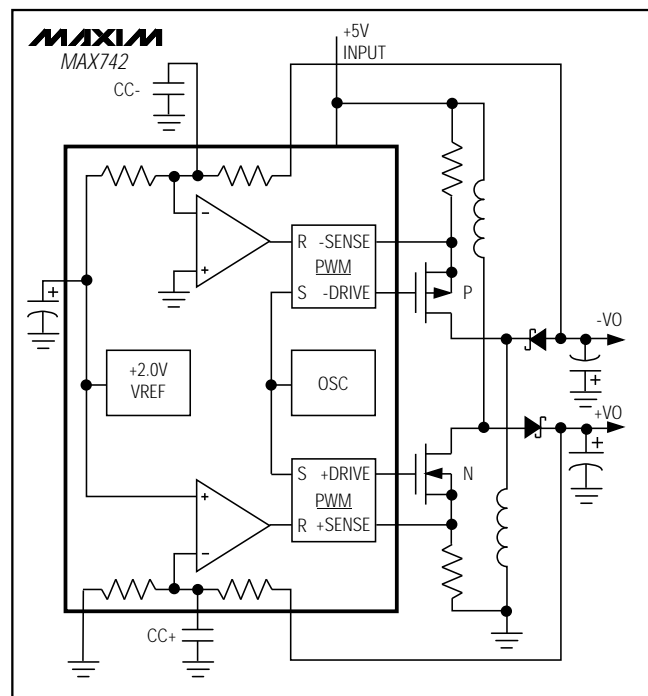 MAXIM
MAX742
+5V
INPUT
CC-
-
+
R -SENSE
PWM
S -DRIVE
P
+
-VO
+2.0V
VREF
OSC
+
+VO
+
S +DRIVE
PWM
R +SENSE
N
+
-
CC+